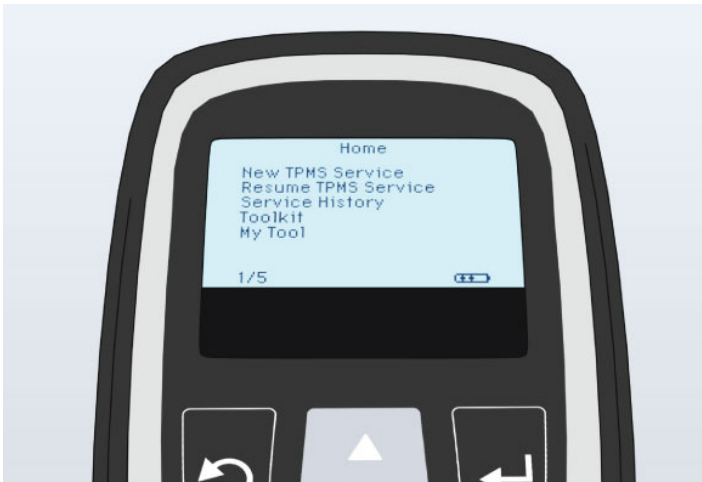 Home
New TPMS Service
Resume TPMS Service
Service History
Toolkit
My Tool
1/5